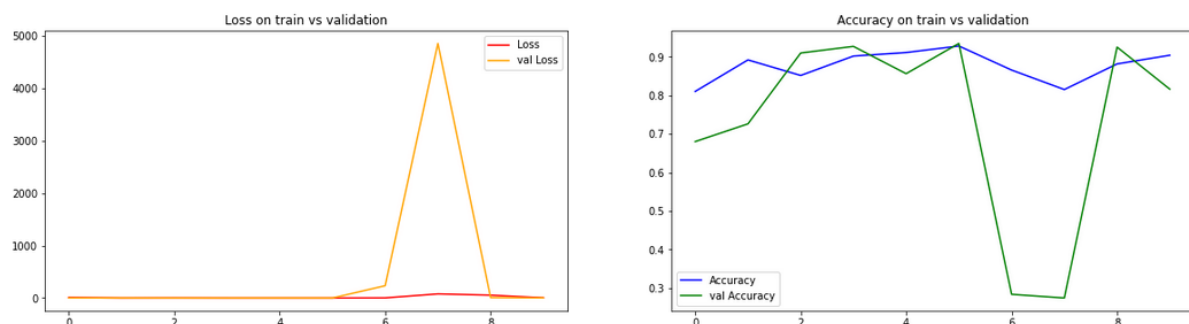 Loss on train vs validation
5000
4000
3000
2000
1000
0
0 2 4 6 8
Loss
val Loss
Accuracy on train vs validation
0.9
0.8
0.7
0.6
0.5
0.4
0.3
0 2 4 6 8
Accuracy
val Accuracy